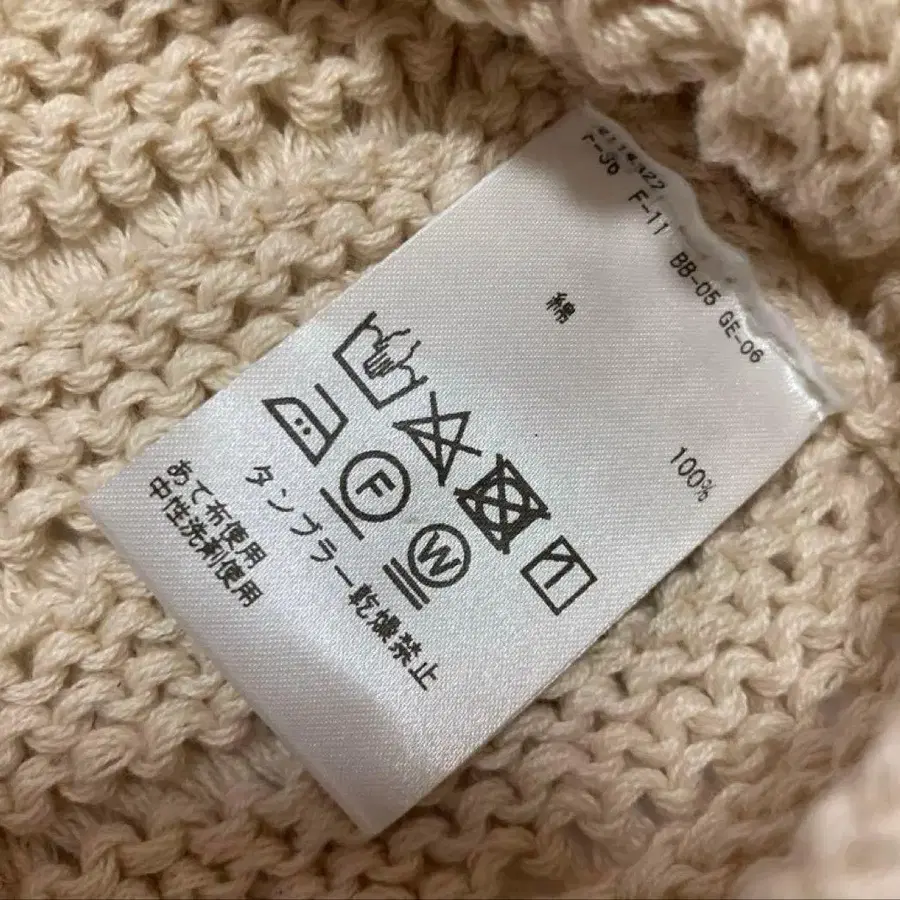 F-36 F-11 BB-05 GE-06
綿 100%
F
W
タンブラー乾燥禁止
あて布使用
中性洗剤使用